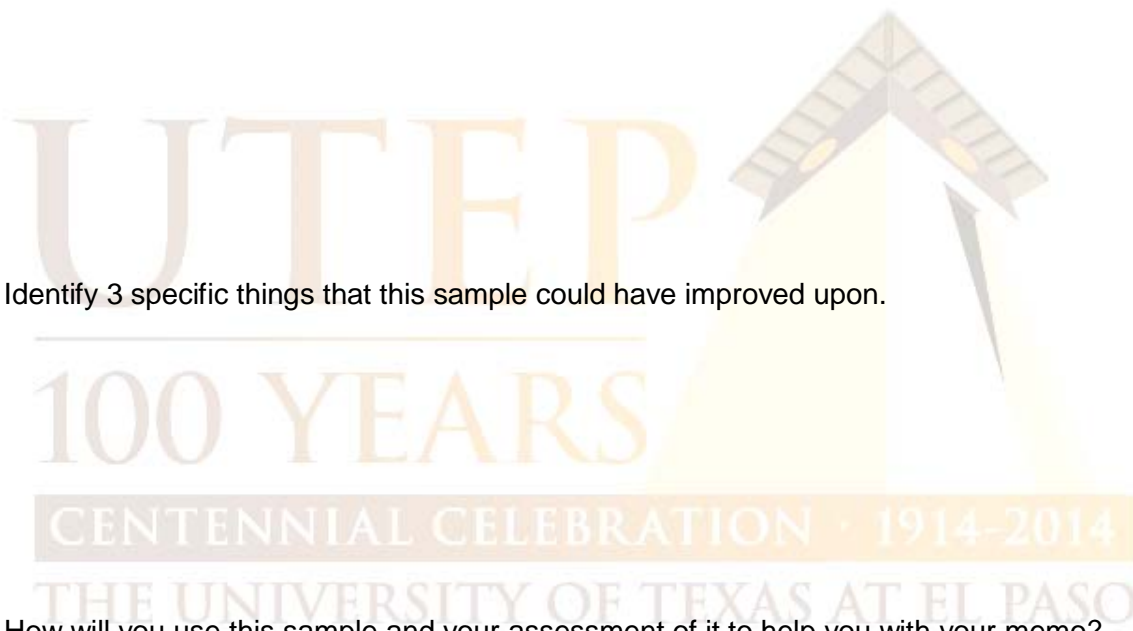 UTEP
Identify 3 specific things that this sample could have improved upon.
100 YEARS
CENTENNIAL CELEBRATION · 1914-2014
THE UNIVERSITY OF TEXAS AT EL PASO
How will you use this sample and your assessment of it to help you with your memo?